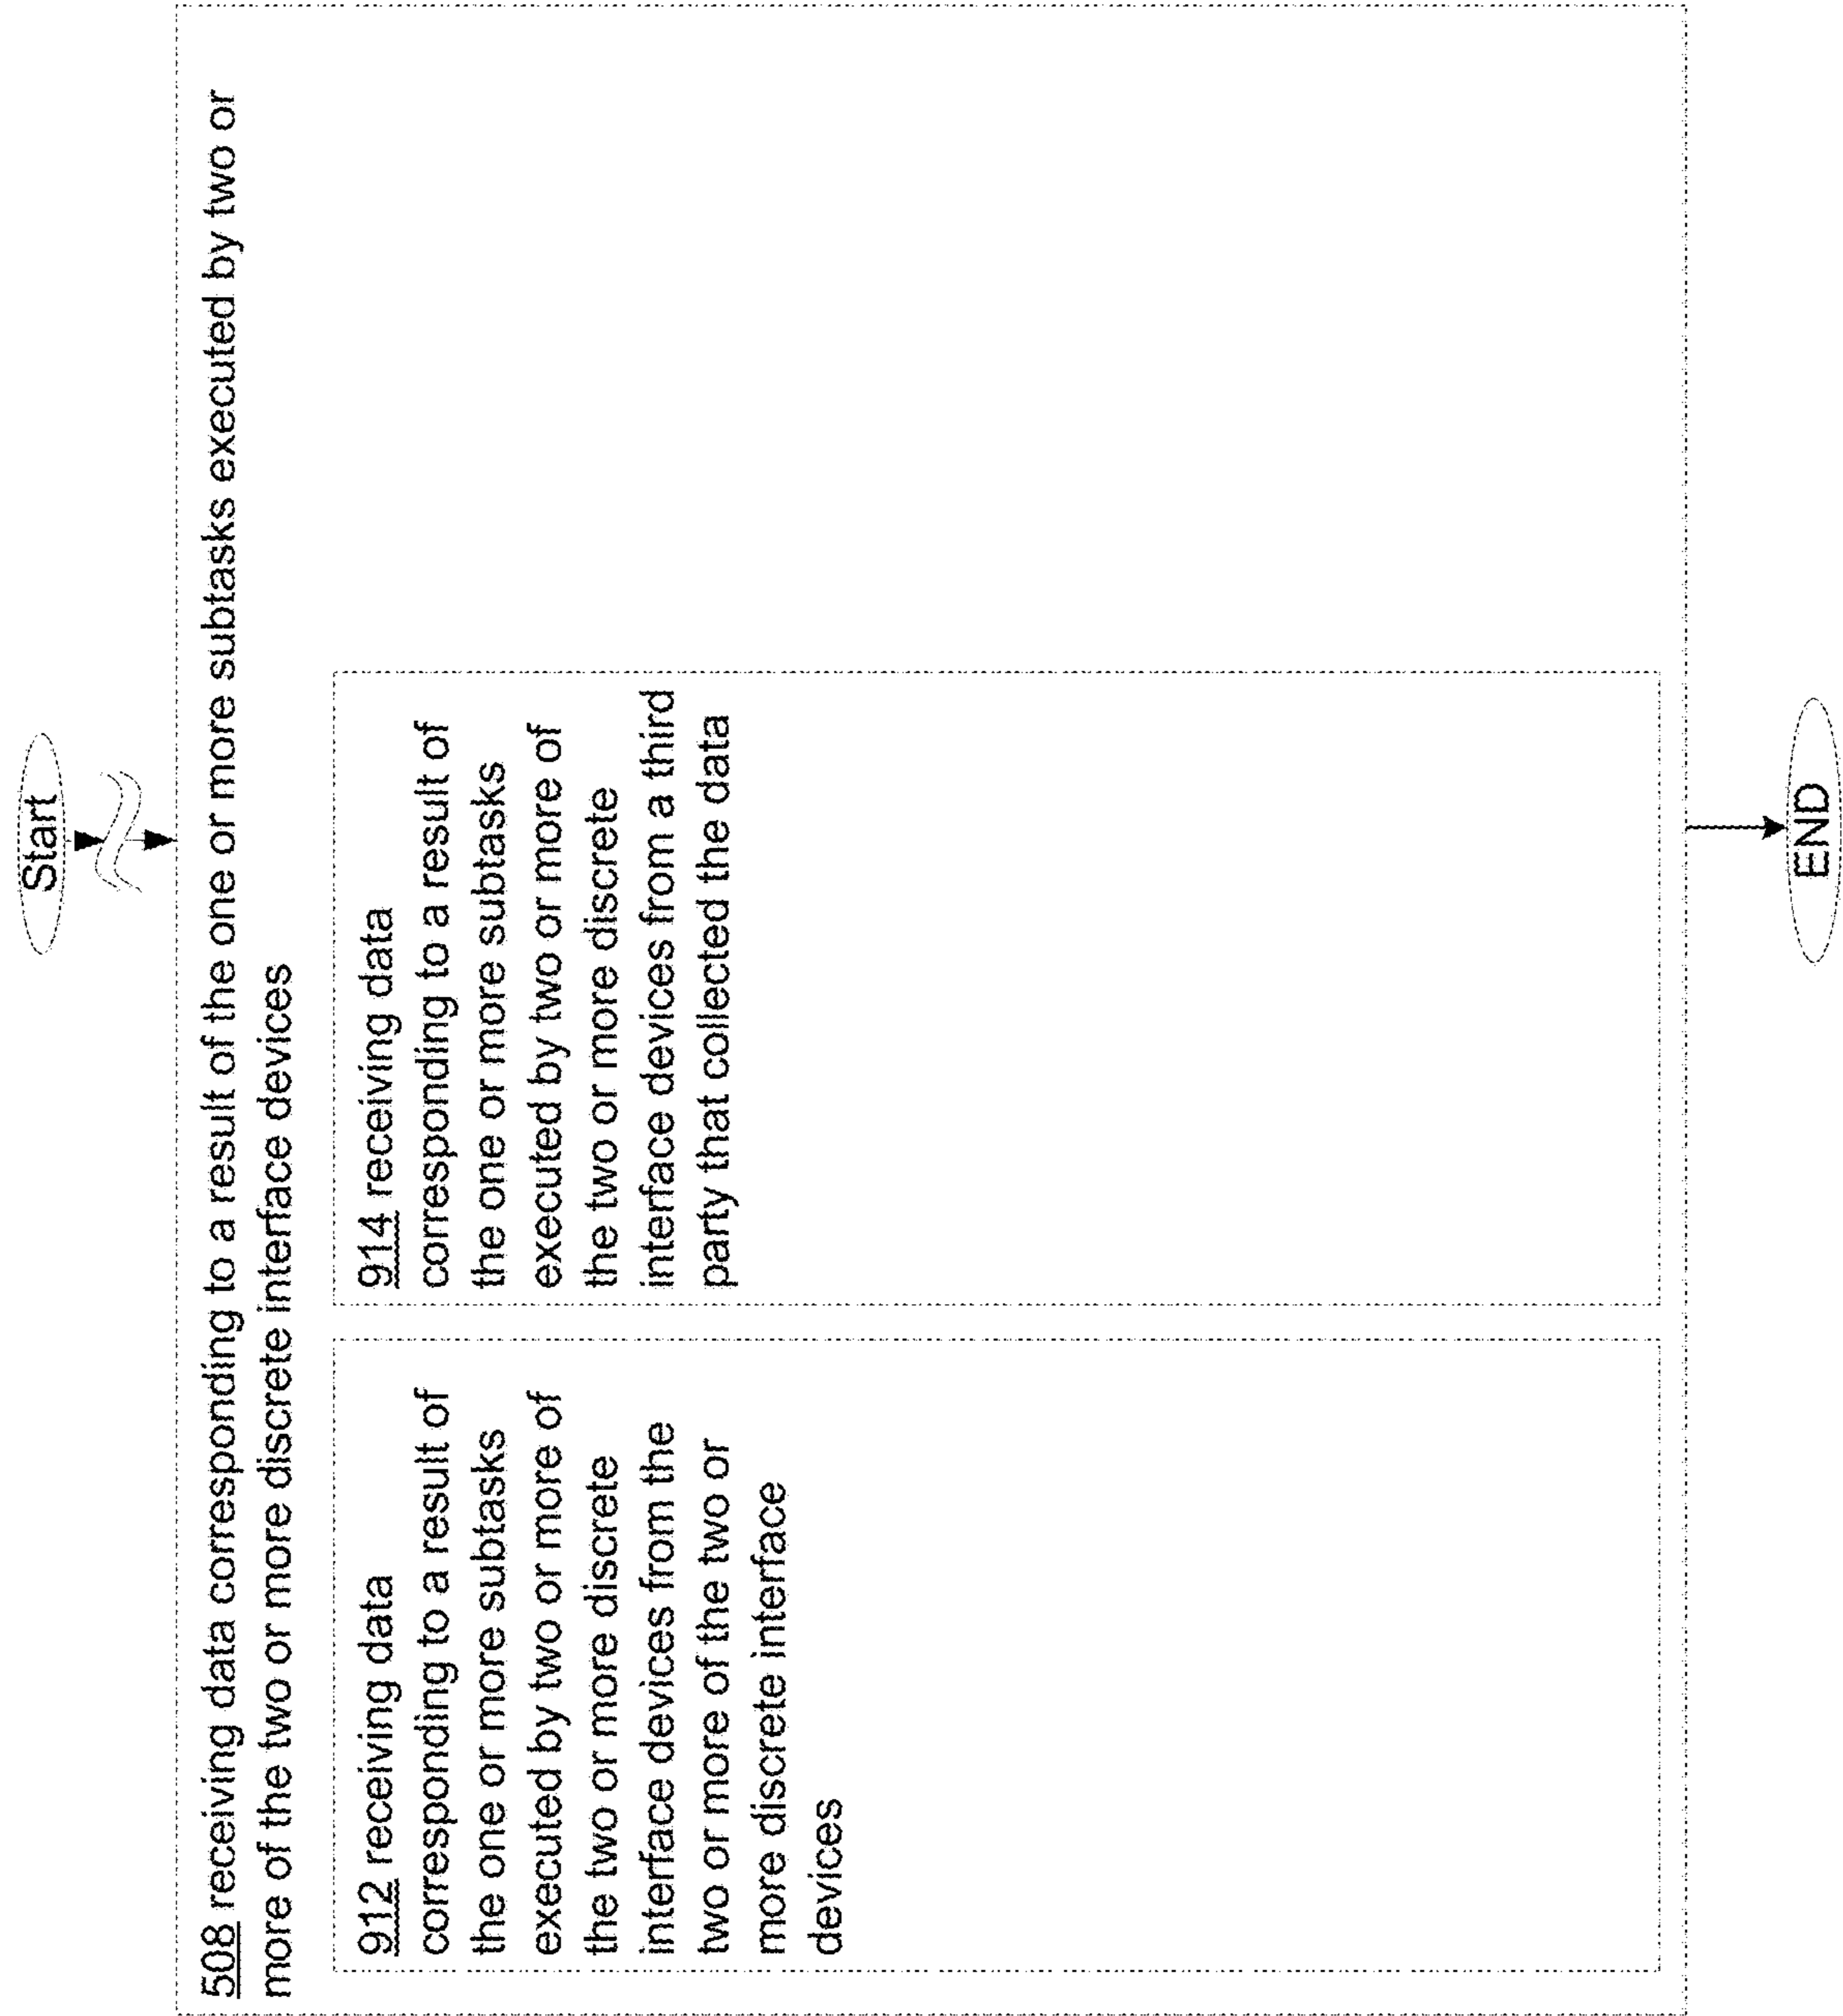 Start
508 receiving data corresponding to a result of the one or more subtasks executed by two or
more of the two or more discrete interface devices
912 receiving data
corresponding to a result of
the one or more subtasks
executed by two or more of
the two or more discrete
interface devices from the
two or more of the two or
more discrete interface
devices
914 receiving data
corresponding to a result of
the one or more subtasks
executed by two or more of
the two or more discrete
interface devices from a third
party that collected the data
END